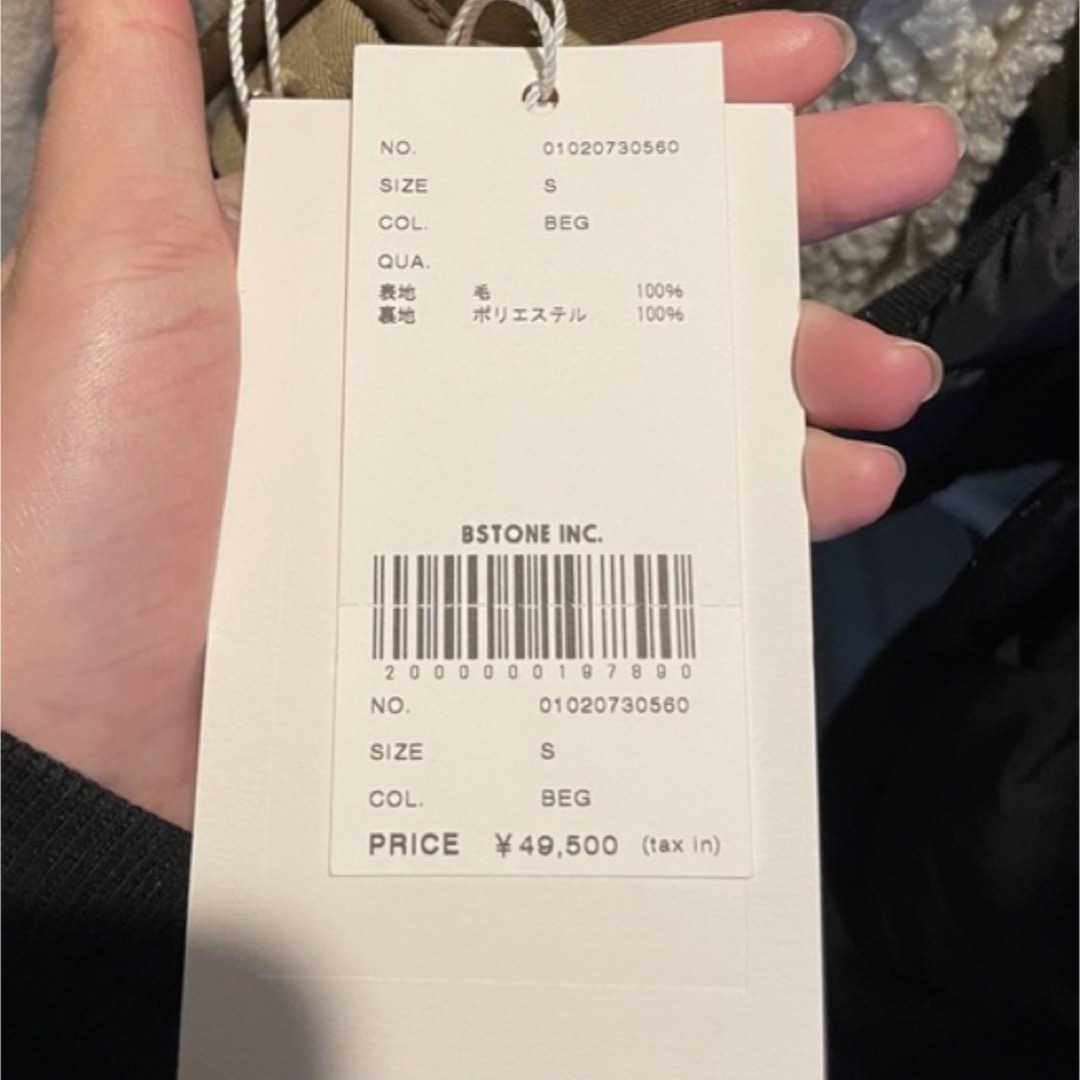 NO. 01020730560
SIZE S
COL. BEG
QUA.
表地 毛 100%
裏地 ポリエステル 100%
BSTONE INC.
2000000197890
NO. 01020730560
SIZE S
COL. BEG
PRICE ¥49,500 (tax in)